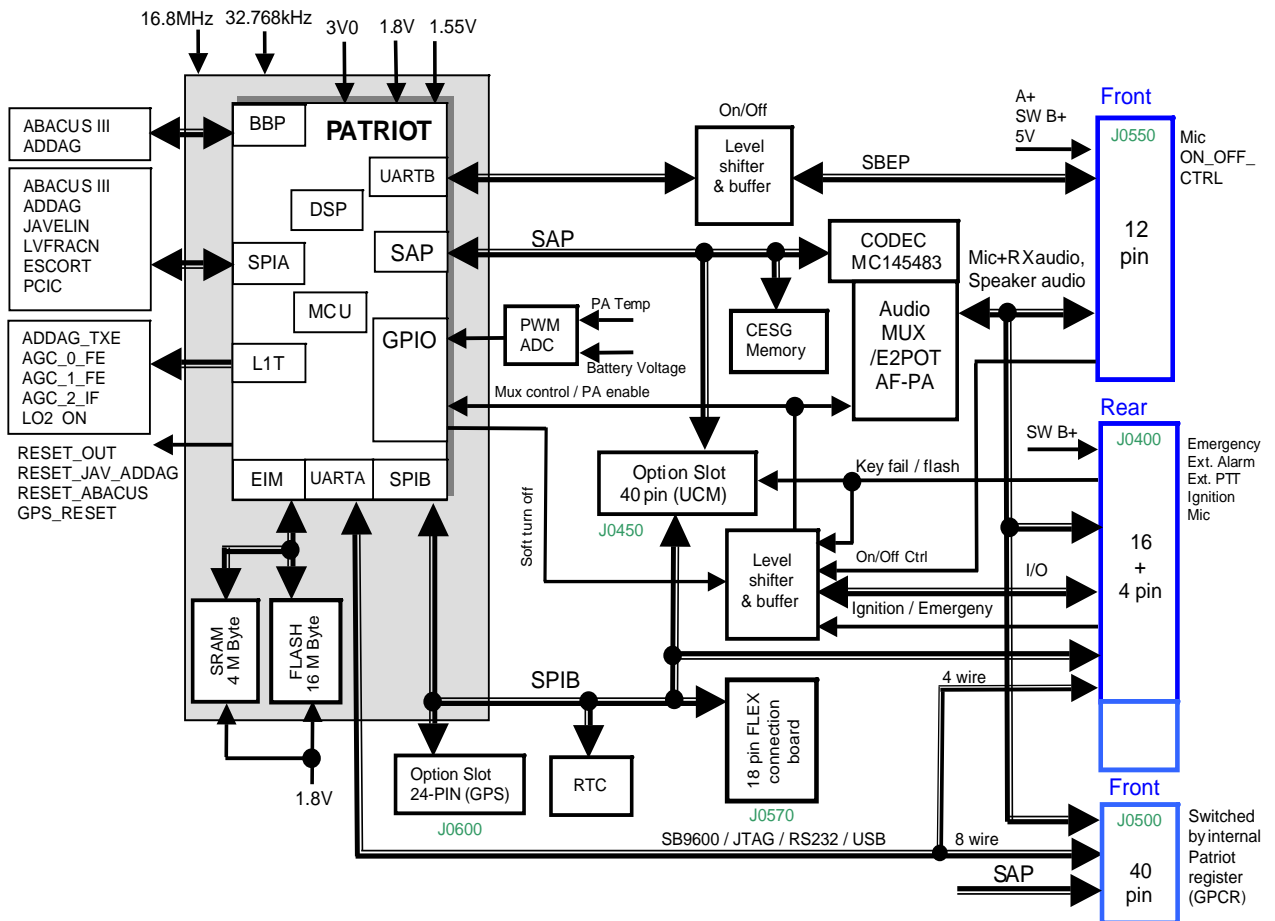 16.8MHz
32.768kHz
3V0
1.8V
1.55V
ABACUS III
ADDAG
ABACUS III
ADDAG
JAVELIN
LVFRACN
ESCORT
PCIC
ADDAG_TXE
AGC_0_FE
AGC_1_FE
AGC_2_IF
LO2 ON
RESET_OUT
RESET_JAV_ADDAG
RESET_ABACUS
GPS_RESET
BBP
PATRIOT
UARTB
DSP
SAP
SPIA
MCU
GPIO
L1T
EIM
UARTA
SPIB
SRAM
4 M Byte
FLASH
16 M Byte
1.8V
On/Off
Level
shifter
& buffer
SBEP
SAP
CODEC
MC145483
Audio
MUX
/E2POT
AF-PA
CESG
Memory
PWM
ADC
PA Temp
Battery Voltage
Mux control / PA enable
Mic+RX audio,
Speaker audio
Option Slot
40 pin (UCM)
J0450
Key fail / flash
Soft turn off
Level
shifter
& buffer
On/Off Ctrl
I/O
Ignition / Emergeny
SPIB
4 wire
Option Slot
24-PIN (GPS)
J0600
RTC
18 pin FLEX
connection
board
J0570
SB9600 / JTAG / RS232 / USB
8 wire
SAP
A+
SW B+
5V
Front
J0550
12
pin
Mic
ON_OFF_
CTRL
Rear
SW B+
J0400
16
+
4 pin
Emergency
Ext. Alarm
Ext. PTT
Ignition
Mic
Front
J0500
40
pin
Switched
by internal
Patriot
register
(GPCR)